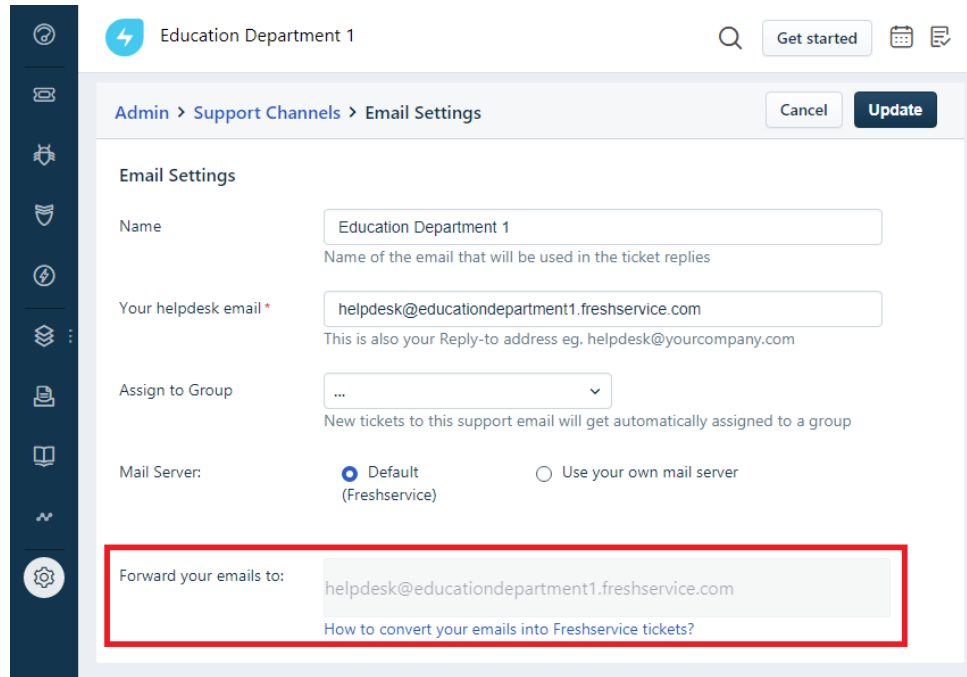 Education Department 1
Get started
Admin > Support Channels > Email Settings
Cancel
Update
Email Settings
Name
Education Department 1
Name of the email that will be used in the ticket replies
Your helpdesk email *
helpdesk@educationdepartment1.freshservice.com
This is also your Reply-to address eg. helpdesk@yourcompany.com
Assign to Group
...
New tickets to this support email will get automatically assigned to a group
Mail Server:
Default
(Freshservice)
Use your own mail server
Forward your emails to:
helpdesk@educationdepartment1.freshservice.com
How to convert your emails into Freshservice tickets?